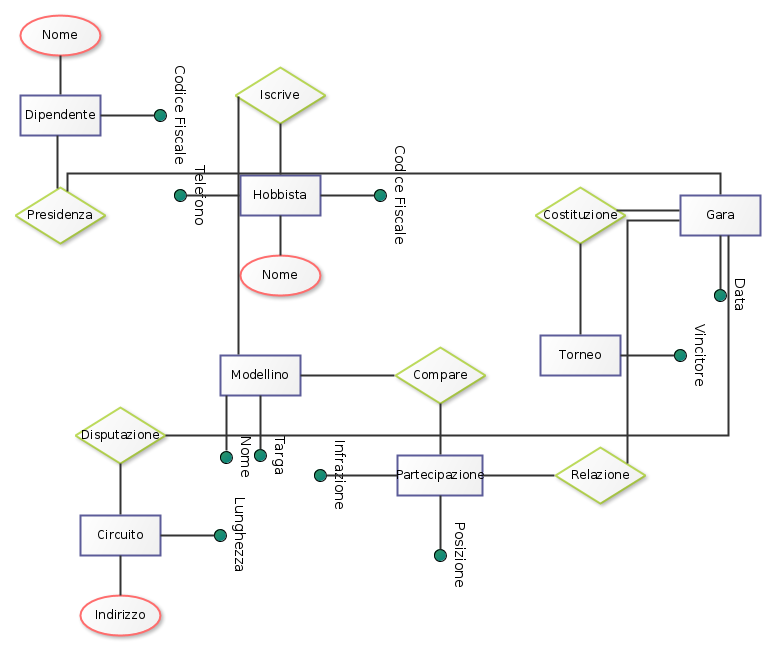 Nome
Codice Fiscale
Iscrive
Dipendente
Codice Fiscale
Telefono
Hobbista
Presidenza
Costituzione
Gara
Nome
Data
Vincitore
Torneo
Modellino
Compare
Disputazione
Nome
Targa
Infrazione
Partecipazione
Relazione
Lunghezza
Posizione
Circuito
Indirizzo